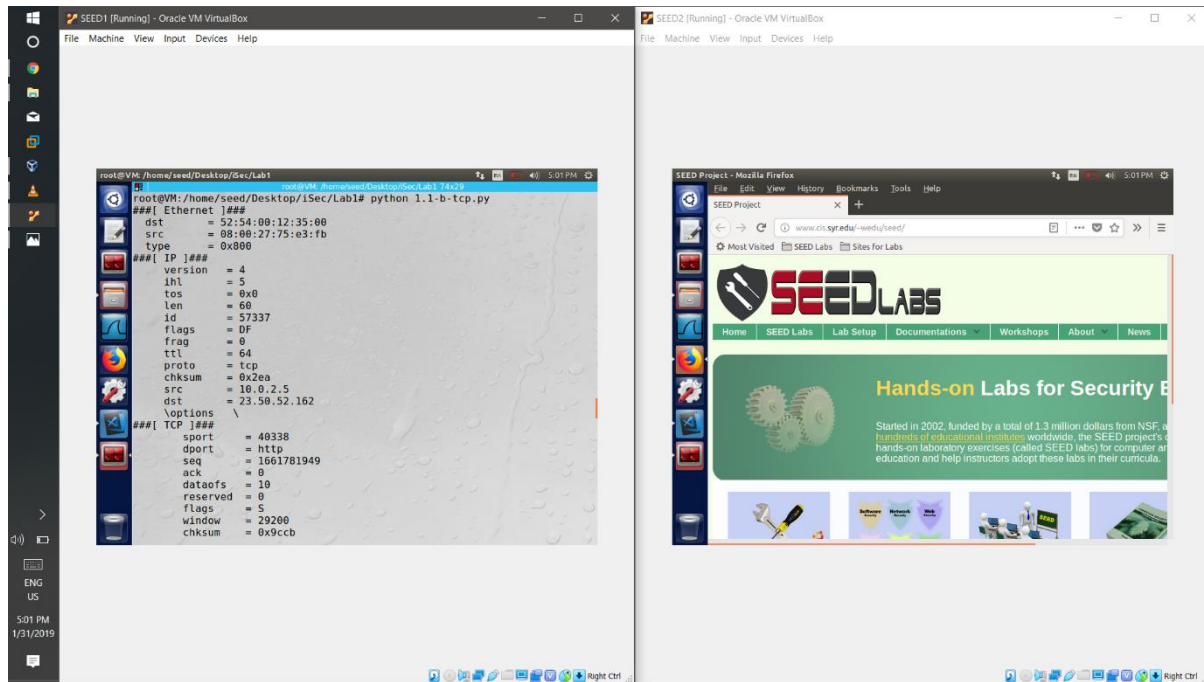 SEED1 [Running] - Oracle VM VirtualBox
File Machine View Input Devices Help
root@VM: /home/seed/Desktop/iSec/Lab1
5:01 PM
root@VM: /home/seed/Desktop/iSec/Lab1 74x29
root@VM:/home/seed/Desktop/iSec/Lab1# python 1.1-b-tcp.py
###[ Ethernet ]###
dst = 52:54:00:12:35:00
src = 08:00:27:75:e3:fb
type = 0x800
###[ IP ]###
version = 4
ihl = 5
tos = 0x0
len = 60
id = 57337
flags = DF
frag = 0
ttl = 64
proto = tcp
chksum = 0x2ea
src = 10.0.2.5
dst = 23.50.52.162
\options \
###[ TCP ]###
sport = 40338
dport = http
seq = 1661781949
ack = 0
dataofs = 10
reserved = 0
flags = S
window = 29200
chksum = 0x9ccb
Right Ctrl
SEED2 [Running] - Oracle VM VirtualBox
File Machine View Input Devices Help
SEED Project - Mozilla Firefox
5:01 PM
File Edit View History Bookmarks Tools Help
SEED Project
www.cis.syr.edu/~wedu/seed/
Most Visited SEED Labs Sites for Labs
SEEDLABS
Home SEED Labs Lab Setup Documentations Workshops About News
Hands-on Labs for Security E
Started in 2002, funded by a total of 1.3 million dollars from NSF, a
hundreds of educational institutes worldwide, the SEED project's
hands-on laboratory exercises (called SEED labs) for computer an
education and help instructors adopt these labs in their curricula.
Software Security Network Security Web Security
SEED
Right Ctrl
ENG
US
5:01 PM
1/31/2019